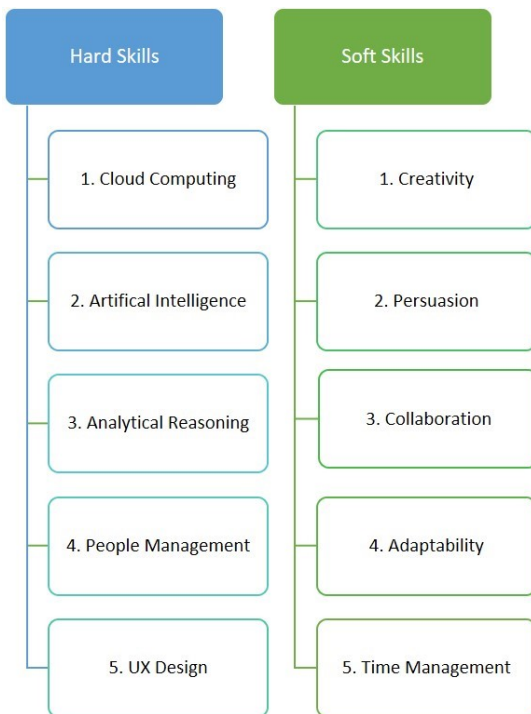 Hard Skills
1. Cloud Computing
2. Artifical Intelligence
3. Analytical Reasoning
4. People Management
5. UX Design
Soft Skills
1. Creativity
2. Persuasion
3. Collaboration
4. Adaptability
5. Time Management